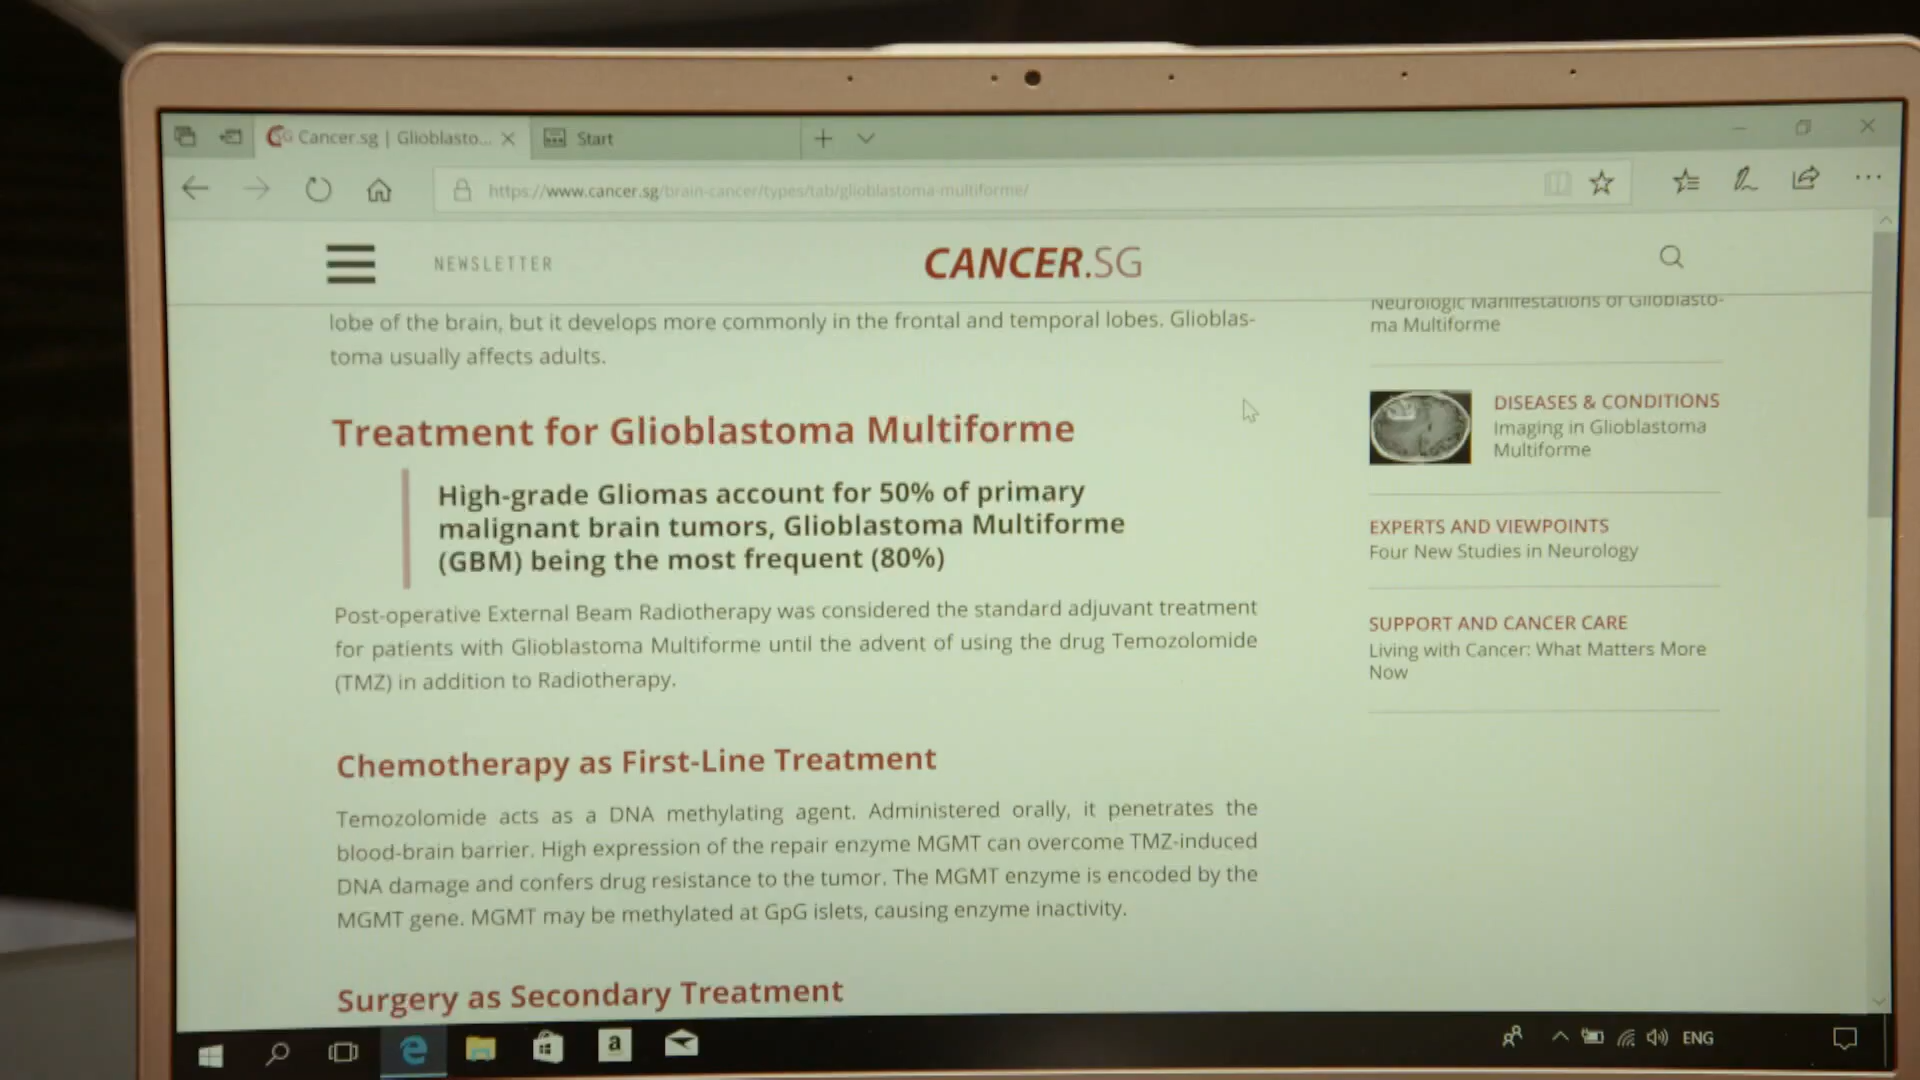 Cancer.sg | Glioblasto...
Start
https://www.cancer.sg/brain-cancer/types/tab/glioblastoma-multiforme/
NEWSLETTER
CANCER.SG
lobe of the brain, but it develops more commonly in the frontal and temporal lobes. Glioblas-
toma usually affects adults.
Treatment for Glioblastoma Multiforme
High-grade Gliomas account for 50% of primary
malignant brain tumors, Glioblastoma Multiforme
(GBM) being the most frequent (80%)
Post-operative External Beam Radiotherapy was considered the standard adjuvant treatment
for patients with Glioblastoma Multiforme until the advent of using the drug Temozolomide
(TMZ) in addition to Radiotherapy.
Chemotherapy as First-Line Treatment
Temozolomide acts as a DNA methylating agent. Administered orally, it penetrates the
blood-brain barrier. High expression of the repair enzyme MGMT can overcome TMZ-induced
DNA damage and confers drug resistance to the tumor. The MGMT enzyme is encoded by the
MGMT gene. MGMT may be methylated at GpG islets, causing enzyme inactivity.
Surgery as Secondary Treatment
Neurologic Manifestations of Glioblasto-
ma Multiforme
DISEASES & CONDITIONS
Imaging in Glioblastoma
Multiforme
EXPERTS AND VIEWPOINTS
Four New Studies in Neurology
SUPPORT AND CANCER CARE
Living with Cancer: What Matters More
Now
a
ENG